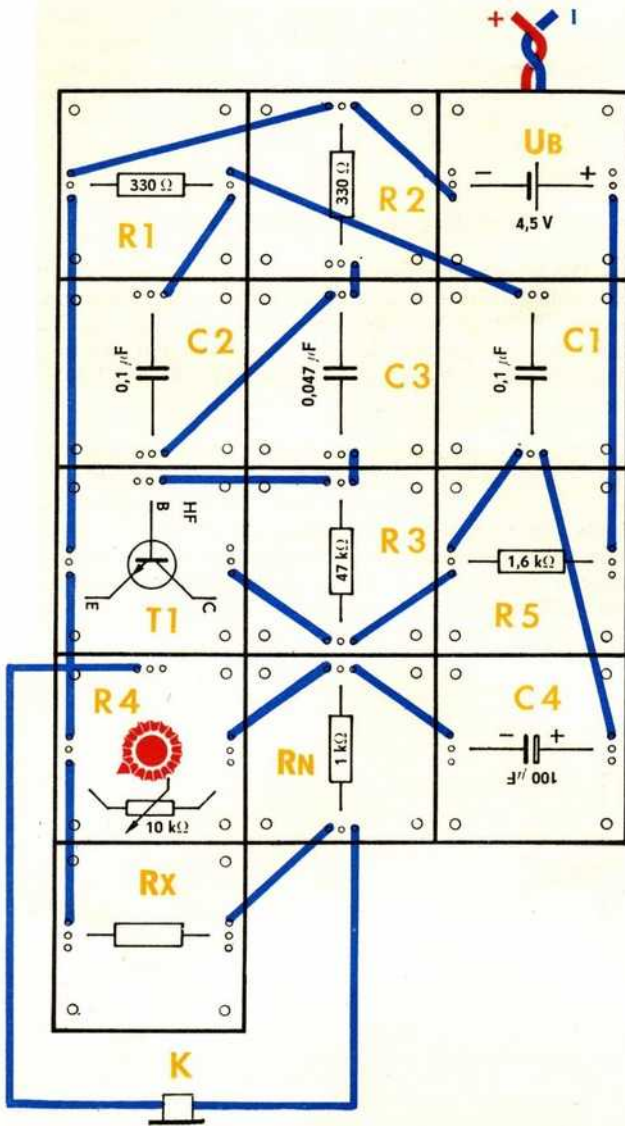 + I
UB
− +
4,5 V
330 Ω
R1
330 Ω
R2
C2
0,1 µF
C3
0,047 µF
C1
0,1 µF
B
HF
E
C
T1
R3
47 kΩ
1,6 kΩ
R5
R4
10 kΩ
RN
1 kΩ
C4
− +
100 µF
RX
K